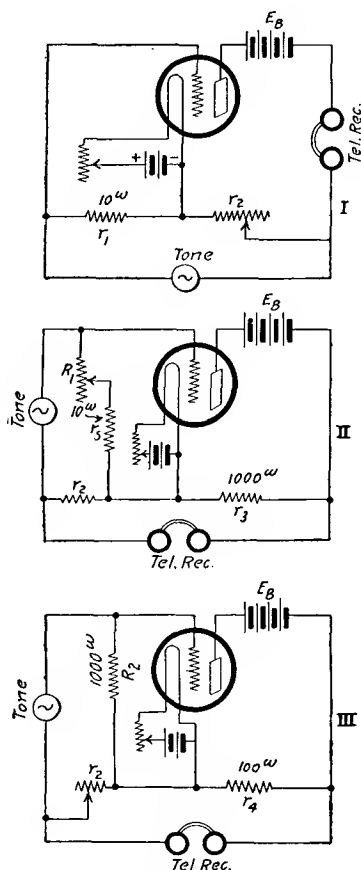 E_B
+ -
Tel. Rec.
10 ω
r_1
r_2
I
Tone
E_B
R_1
Tone
10 ω
r_5
II
1000 ω
r_2
r_3
Tel. Rec.
E_B
1000 ω
R_2
Tone
III
r_2
100 ω
r_4
Tel Rec.